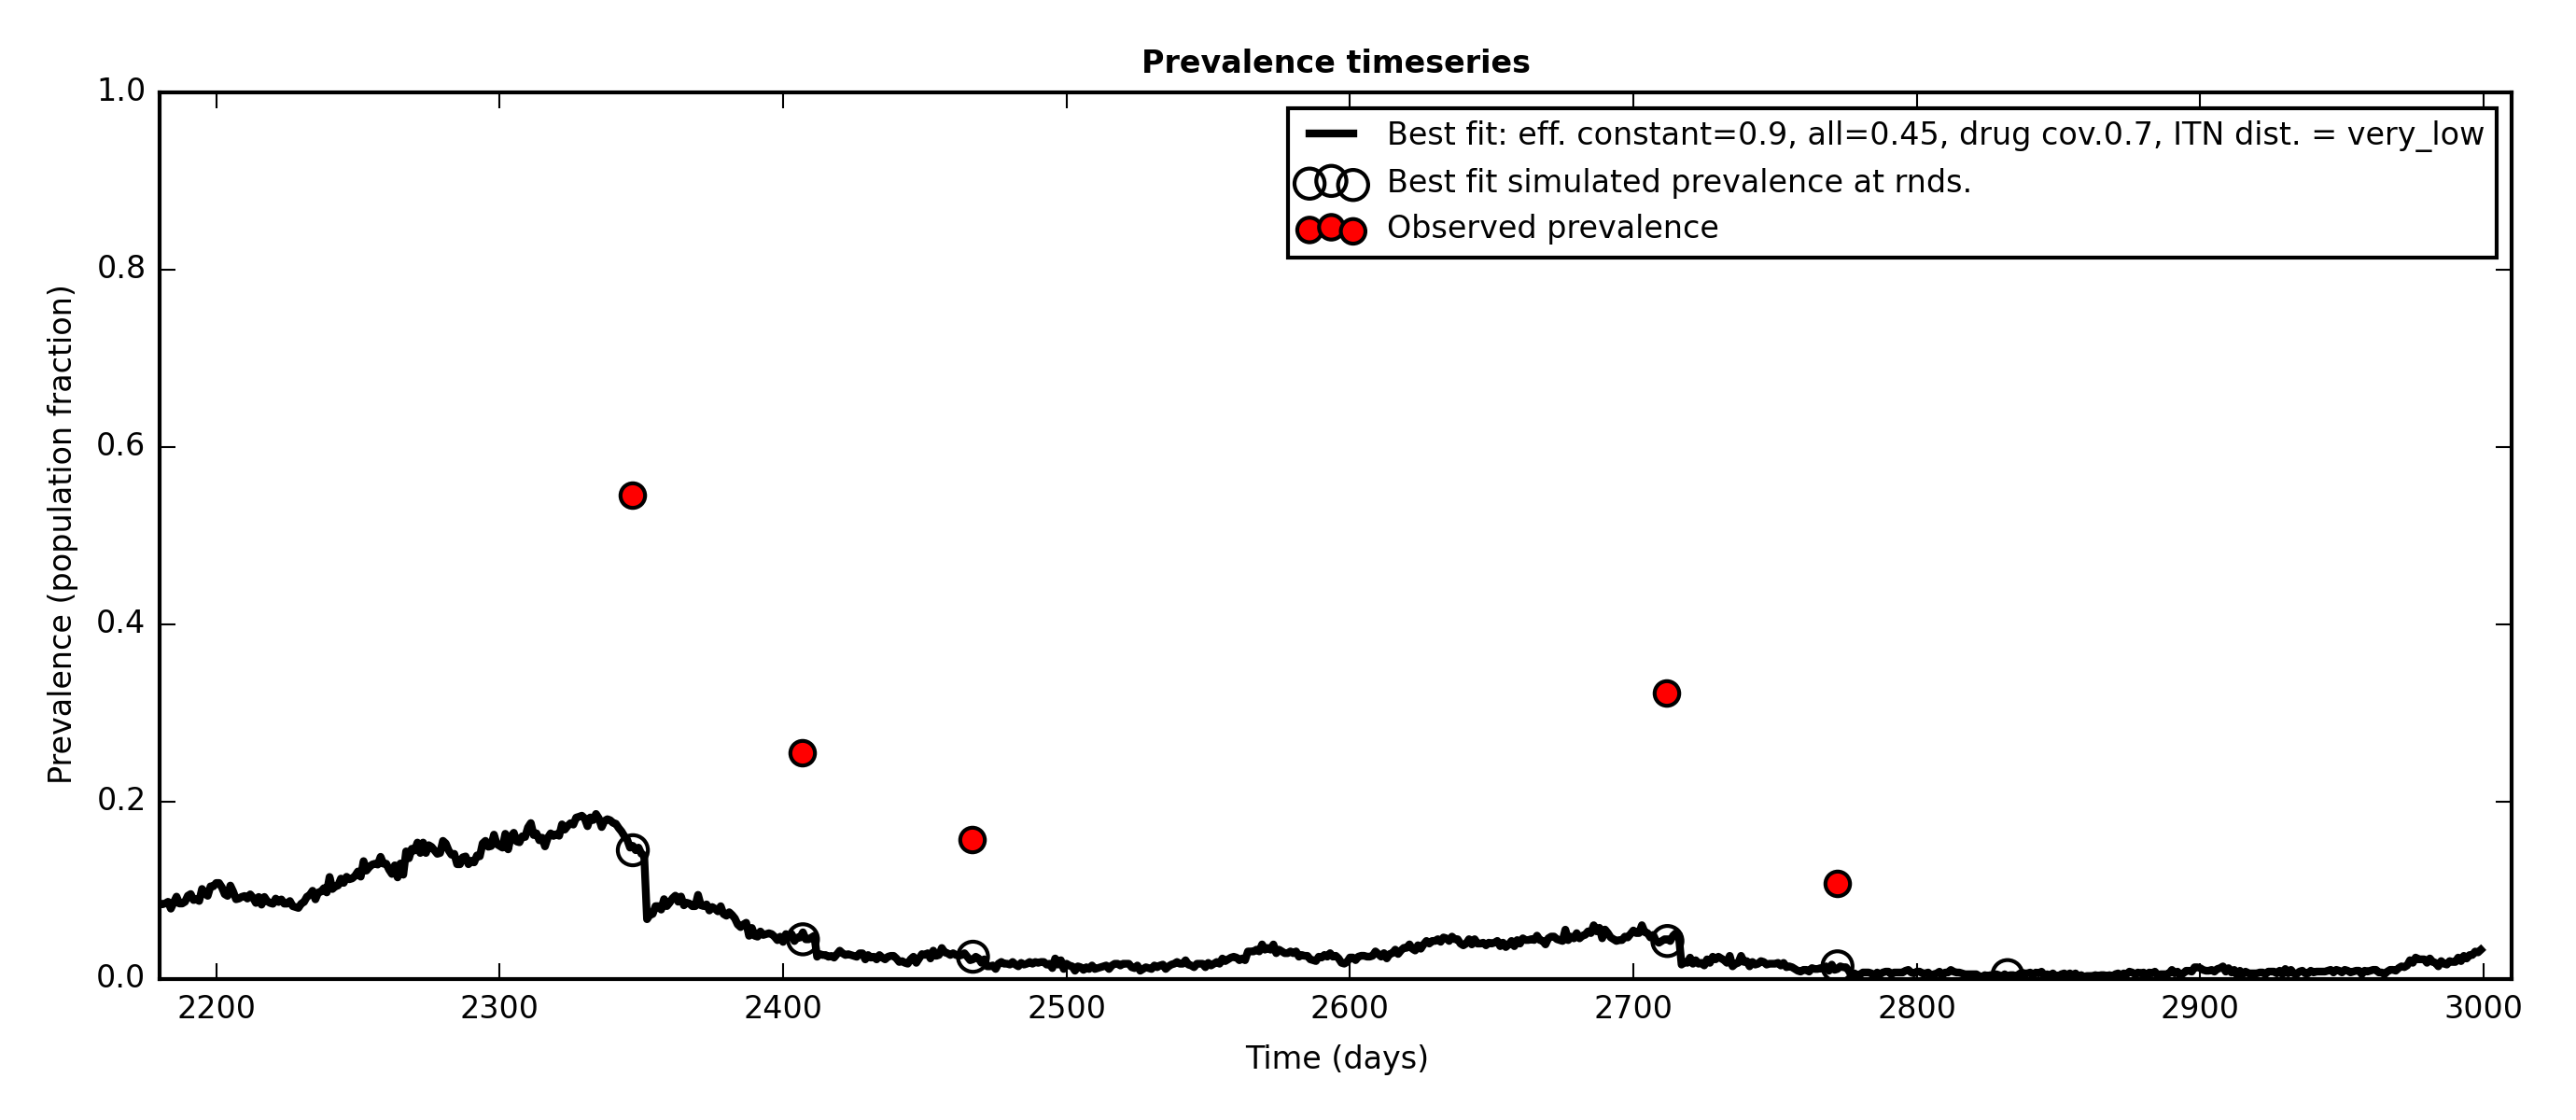 Prevalence timeseries
1.0
0.8
0.6
0.4
0.2
0.0
Prevalence (population fraction)
Best fit: eff. constant=0.9, all=0.45, drug cov.0.7, ITN dist. = very_low
Best fit simulated prevalence at rnds.
Observed prevalence
2200 2300 2400 2500 2600 2700 2800 2900 3000
Time (days)